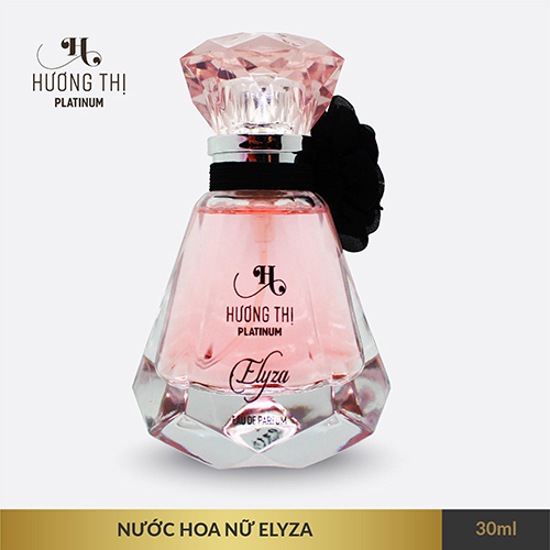 H
HƯƠNG THỊ
PLATINUM
H
HƯƠNG THỊ
PLATINUM
Elyza
EAU DE PARFUM
NƯỚC HOA NỮ ELYZA
30ml